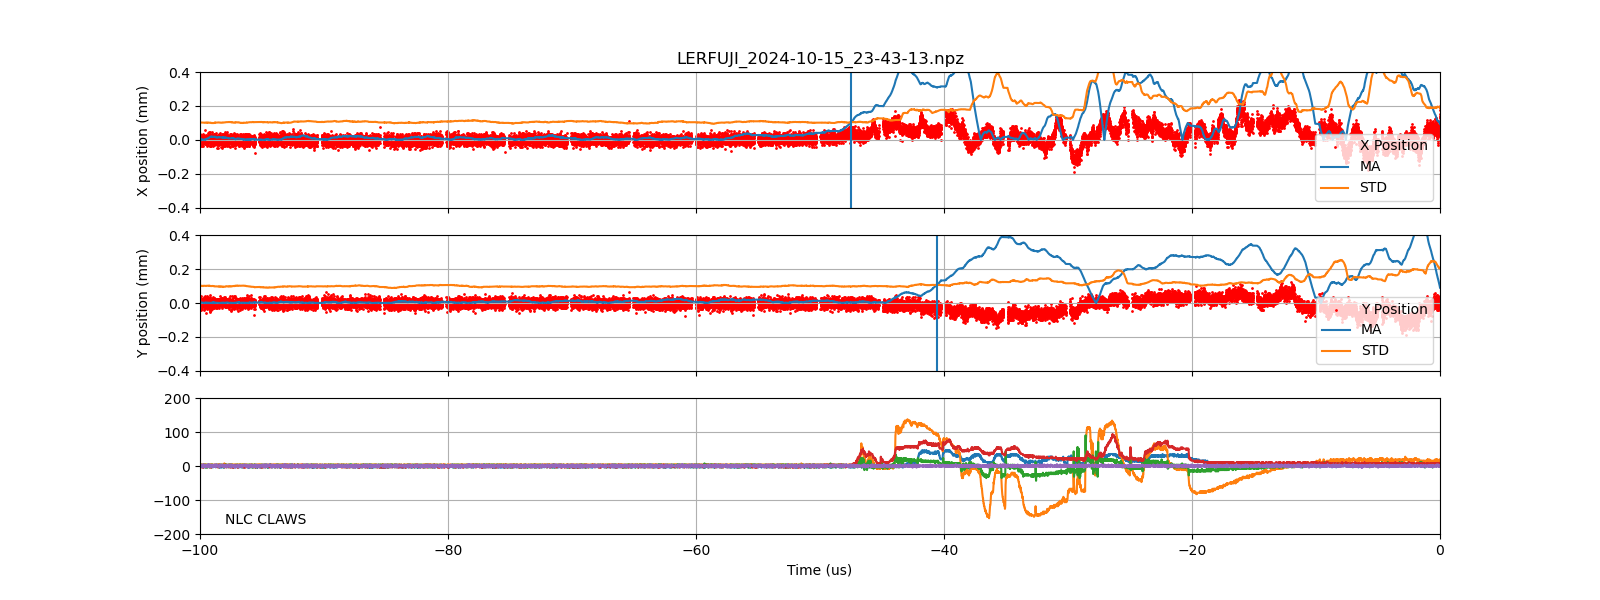 LERFUJI_2024-10-15_23-43-13.npz
0.4
0.2
0.0
−0.2
−0.4
X position (mm)
X Position
MA
STD
0.4
0.2
0.0
−0.2
−0.4
Y position (mm)
Y Position
MA
STD
200
100
0
−100
−200
NLC CLAWS
−100 −80 −60 −40 −20 0
Time (us)